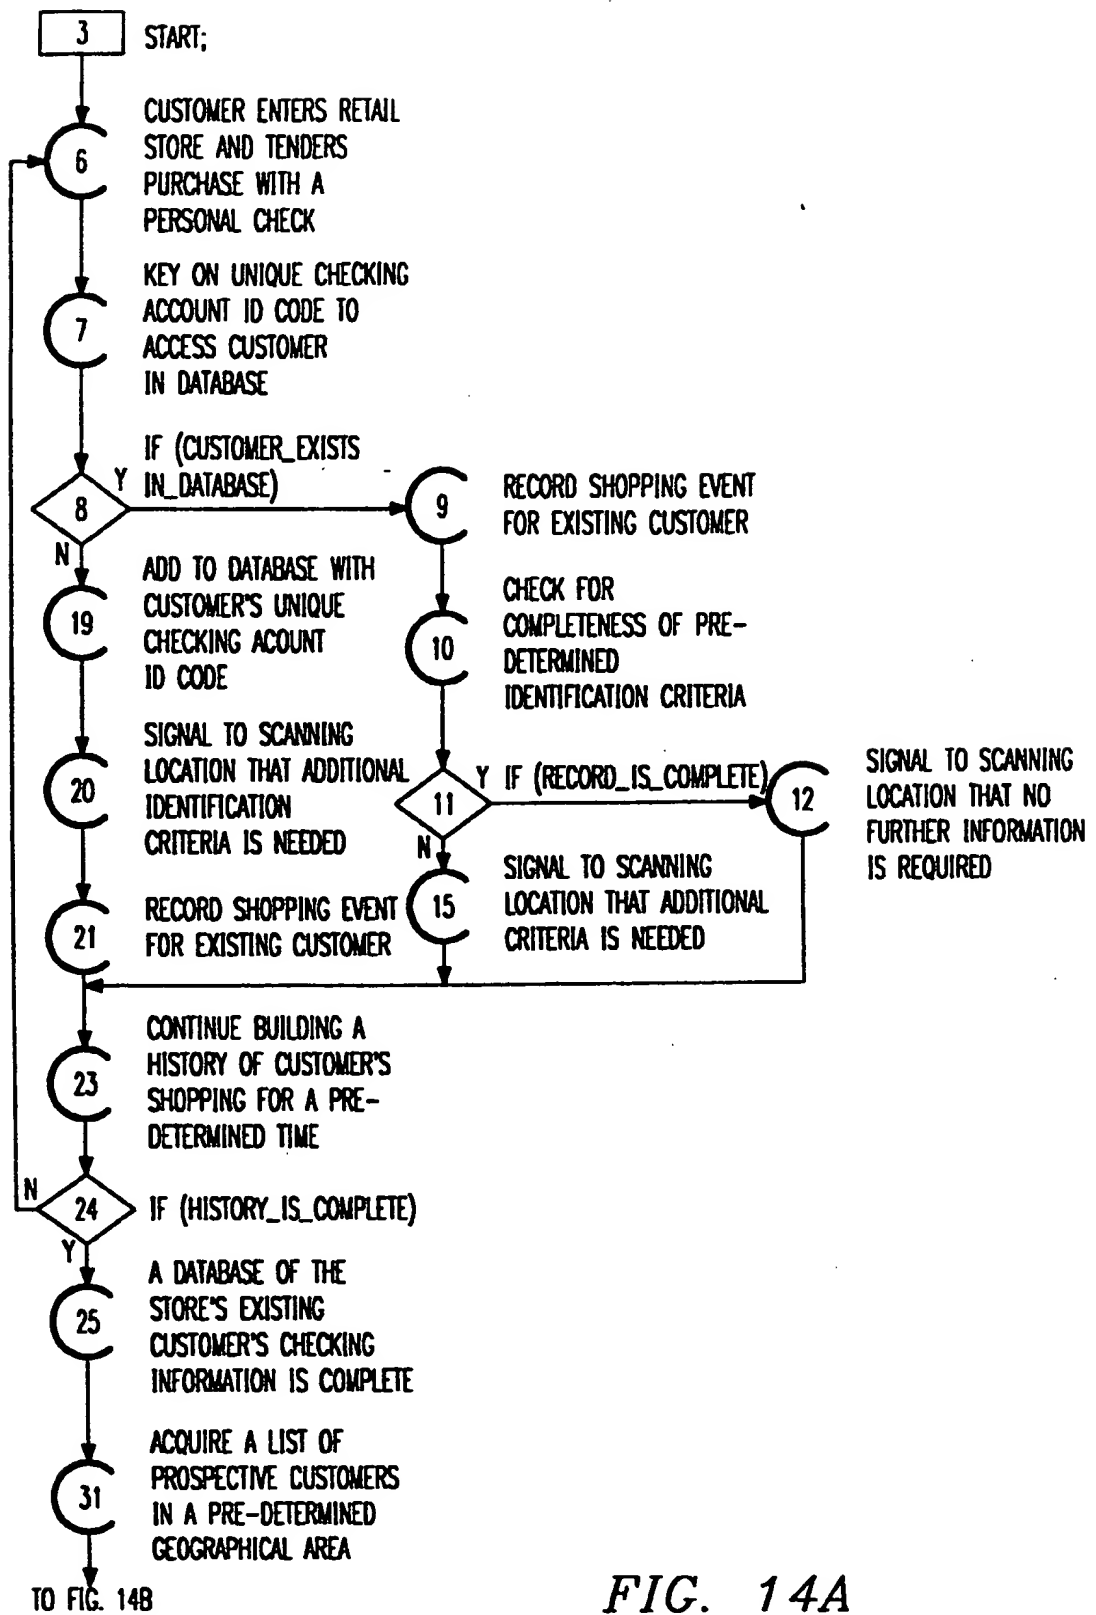 3 START;
6
CUSTOMER ENTERS RETAIL
STORE AND TENDERS
PURCHASE WITH A
PERSONAL CHECK
7
KEY ON UNIQUE CHECKING
ACCOUNT ID CODE TO
ACCESS CUSTOMER
IN DATABASE
8
Y
IF (CUSTOMER_EXISTS
IN_DATABASE)
9
RECORD SHOPPING EVENT
FOR EXISTING CUSTOMER
N
19
ADD TO DATABASE WITH
CUSTOMER'S UNIQUE
CHECKING ACOUNT
ID CODE
10
CHECK FOR
COMPLETENESS OF PRE-
DETERMINED
IDENTIFICATION CRITERIA
20
SIGNAL TO SCANNING
LOCATION THAT ADDITIONAL
IDENTIFICATION
CRITERIA IS NEEDED
11
Y IF (RECORD_IS_COMPLETE)
12
SIGNAL TO SCANNING
LOCATION THAT NO
FURTHER INFORMATION
IS REQUIRED
N
15
SIGNAL TO SCANNING
LOCATION THAT ADDITIONAL
CRITERIA IS NEEDED
21
RECORD SHOPPING EVENT
FOR EXISTING CUSTOMER
23
CONTINUE BUILDING A
HISTORY OF CUSTOMER'S
SHOPPING FOR A PRE-
DETERMINED TIME
N
24
IF (HISTORY_IS_COMPLETE)
Y
25
A DATABASE OF THE
STORE'S EXISTING
CUSTOMER'S CHECKING
INFORMATION IS COMPLETE
31
ACQUIRE A LIST OF
PROSPECTIVE CUSTOMERS
IN A PRE-DETERMINED
GEOGRAPHICAL AREA
TO FIG. 14B
FIG. 14A